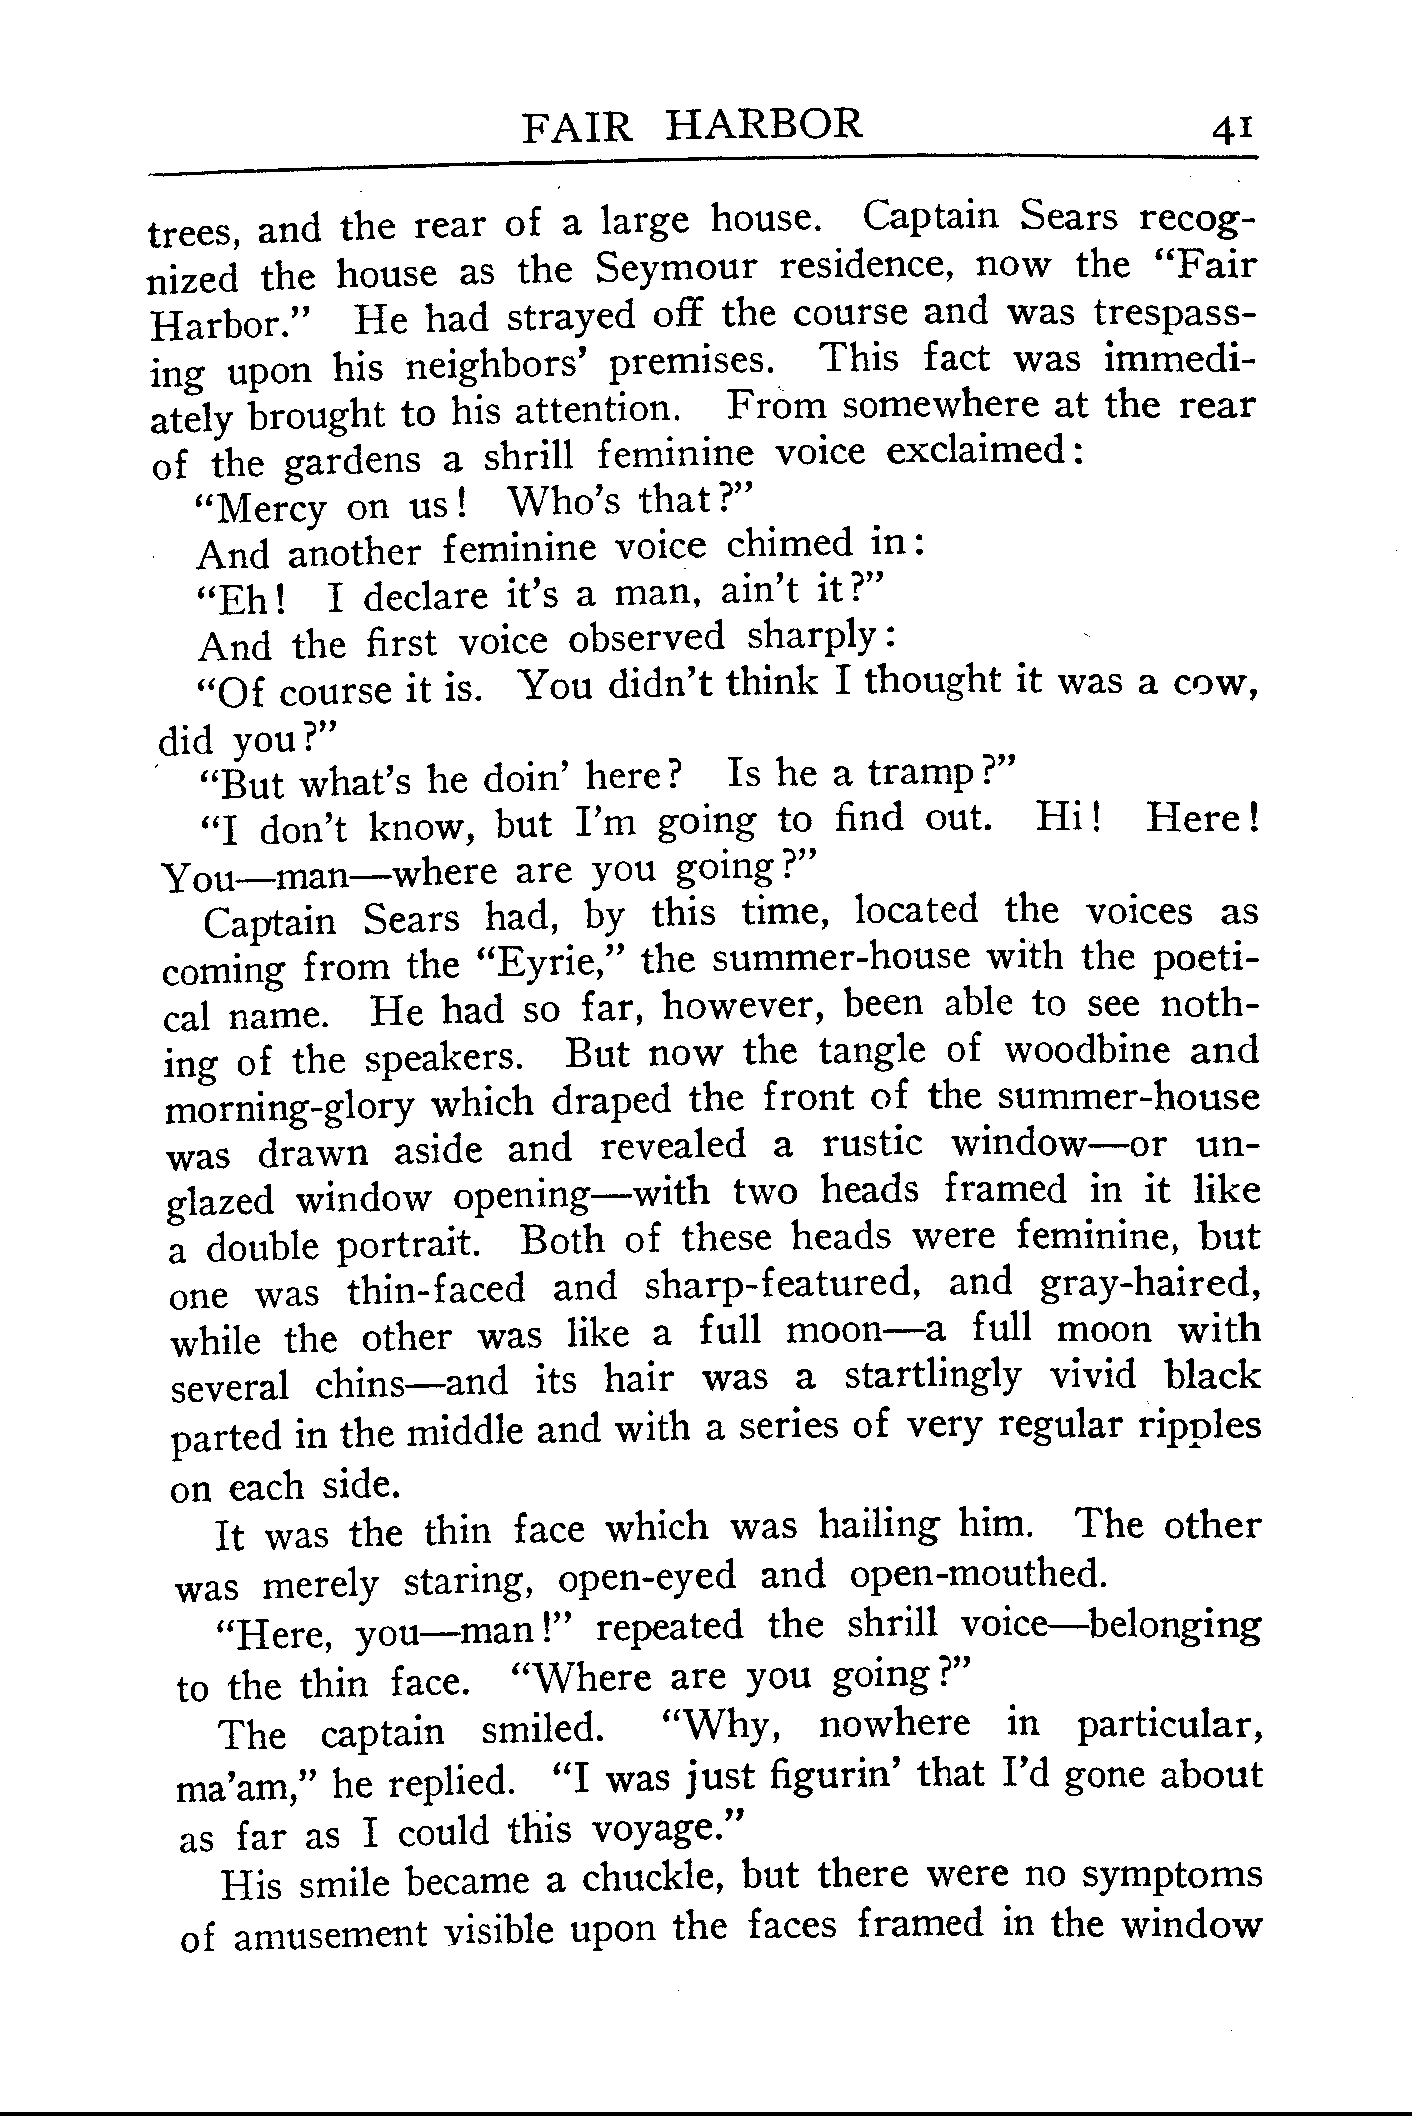 FAIR HARBOR 41
trees, and the rear of a large house. Captain Sears recog-
nized the house as the Seymour residence, now the “Fair
Harbor.” He had strayed off the course and was trespass-
ing upon his neighbors’ premises. This fact was immedi-
ately brought to his attention. From somewhere at the rear
of the gardens a shrill feminine voice exclaimed:
“Mercy on us! Who’s that?”
And another feminine voice chimed in:
“Eh! I declare it’s a man, ain’t it?”
And the first voice observed sharply:
“Of course it is. You didn’t think I thought it was a cow,
did you?”
“But what’s he doin’ here? Is he a tramp?”
“I don’t know, but I’m going to find out. Hi! Here!
You—man—where are you going?”
Captain Sears had, by this time, located the voices as
coming from the “Eyrie,” the summer-house with the poeti-
cal name. He had so far, however, been able to see noth-
ing of the speakers. But now the tangle of woodbine and
morning-glory which draped the front of the summer-house
was drawn aside and revealed a rustic window—or un-
glazed window opening—with two heads framed in it like
a double portrait. Both of these heads were feminine, but
one was thin-faced and sharp-featured, and gray-haired,
while the other was like a full moon—a full moon with
several chins—and its hair was a startlingly vivid black
parted in the middle and with a series of very regular ripples
on each side.
It was the thin face which was hailing him. The other
was merely staring, open-eyed and open-mouthed.
“Here, you—man!” repeated the shrill voice—belonging
to the thin face. “Where are you going?”
The captain smiled. “Why, nowhere in particular,
ma’am,” he replied. “I was just figurin’ that I’d gone about
as far as I could this voyage.”
His smile became a chuckle, but there were no symptoms
of amusement visible upon the faces framed in the window